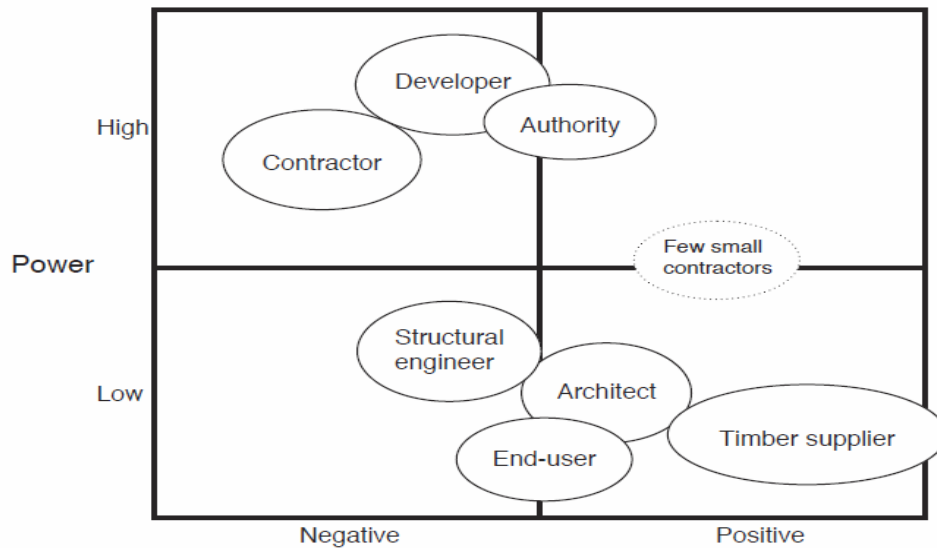 Developer
High
Authority
Contractor
Few small
contractors
Power
Structural
engineer
Low
Architect
Timber supplier
End-user
Negative
Positive